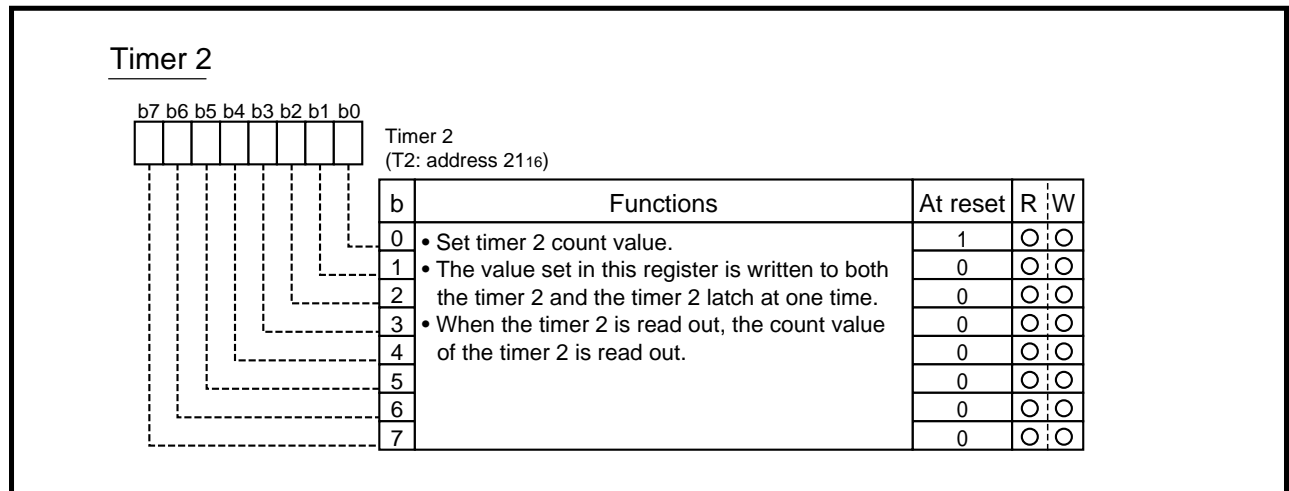 Timer 2
b7 b6 b5 b4 b3 b2 b1 b0
Timer 2
(T2: address 2116)
b Functions At reset R W
0 • Set timer 2 count value. 1 O O
1 • The value set in this register is written to both 0 O O
2 the timer 2 and the timer 2 latch at one time. 0 O O
3 • When the timer 2 is read out, the count value 0 O O
4 of the timer 2 is read out. 0 O O
5 0 O O
6 0 O O
7 0 O O